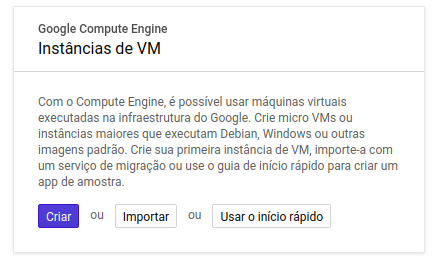 Google Compute Engine
Instâncias de VM
Com o Compute Engine, é possível usar máquinas virtuais
executadas na infraestrutura do Google. Crie micro VMs ou
instâncias maiores que executam Debian, Windows ou outras
imagens padrão. Crie sua primeira instância de VM, importe-a com
um serviço de migração ou use o guia de início rápido para criar um
app de amostra.
Criar ou Importar ou Usar o início rápido